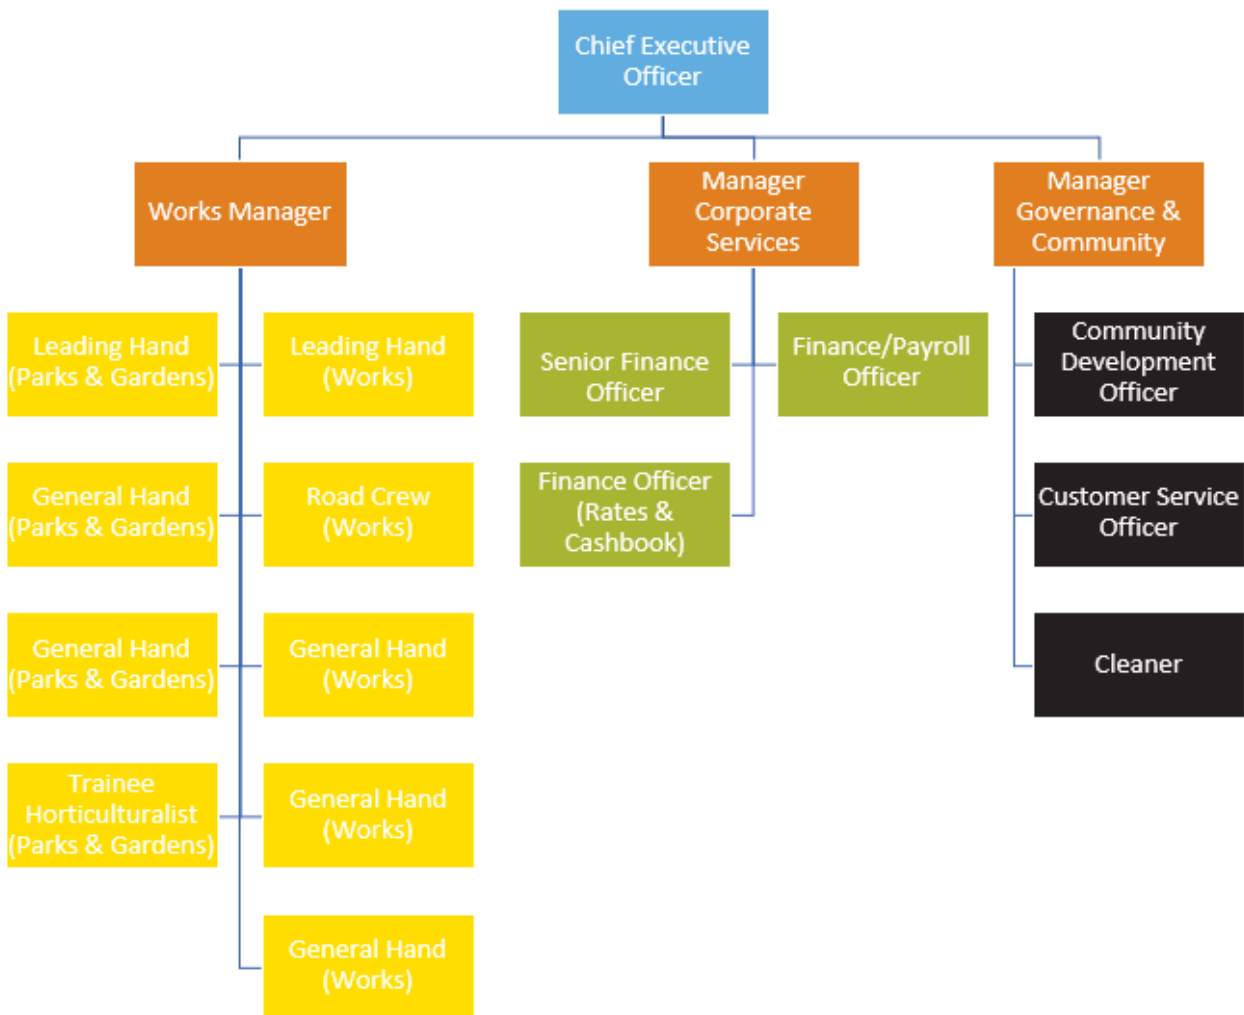 Chief Executive
Officer
Works Manager
Manager
Corporate
Services
Manager
Governance &
Community
Leading Hand
(Parks & Gardens)
Leading Hand
(Works)
Senior Finance
Officer
Finance/Payroll
Officer
Community
Development
Officer
General Hand
(Parks & Gardens)
Road Crew
(Works)
Finance Officer
(Rates &
Cashbook)
Customer Service
Officer
General Hand
(Parks & Gardens)
General Hand
(Works)
Cleaner
Trainee
Horticulturalist
(Parks & Gardens)
General Hand
(Works)
General Hand
(Works)